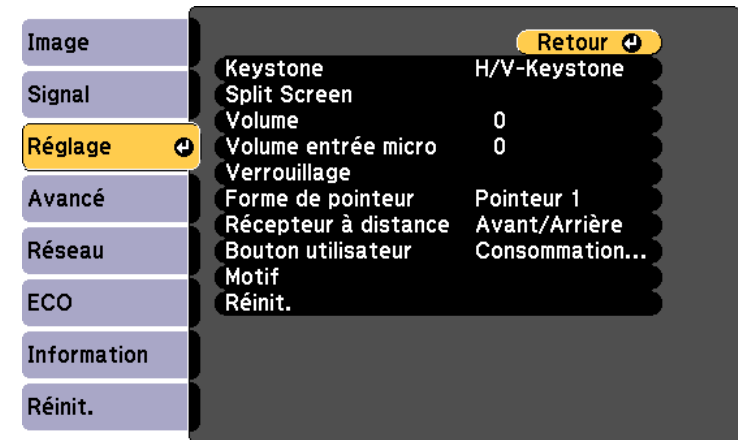 Image
Signal
Réglage
Avancé
Réseau
ECO
Information
Réinit.
Retour
Keystone H/V-Keystone
Split Screen
Volume 0
Volume entrée micro 0
Verrouillage
Forme de pointeur Pointeur 1
Récepteur à distance Avant/Arrière
Bouton utilisateur Consommation...
Motif
Réinit.